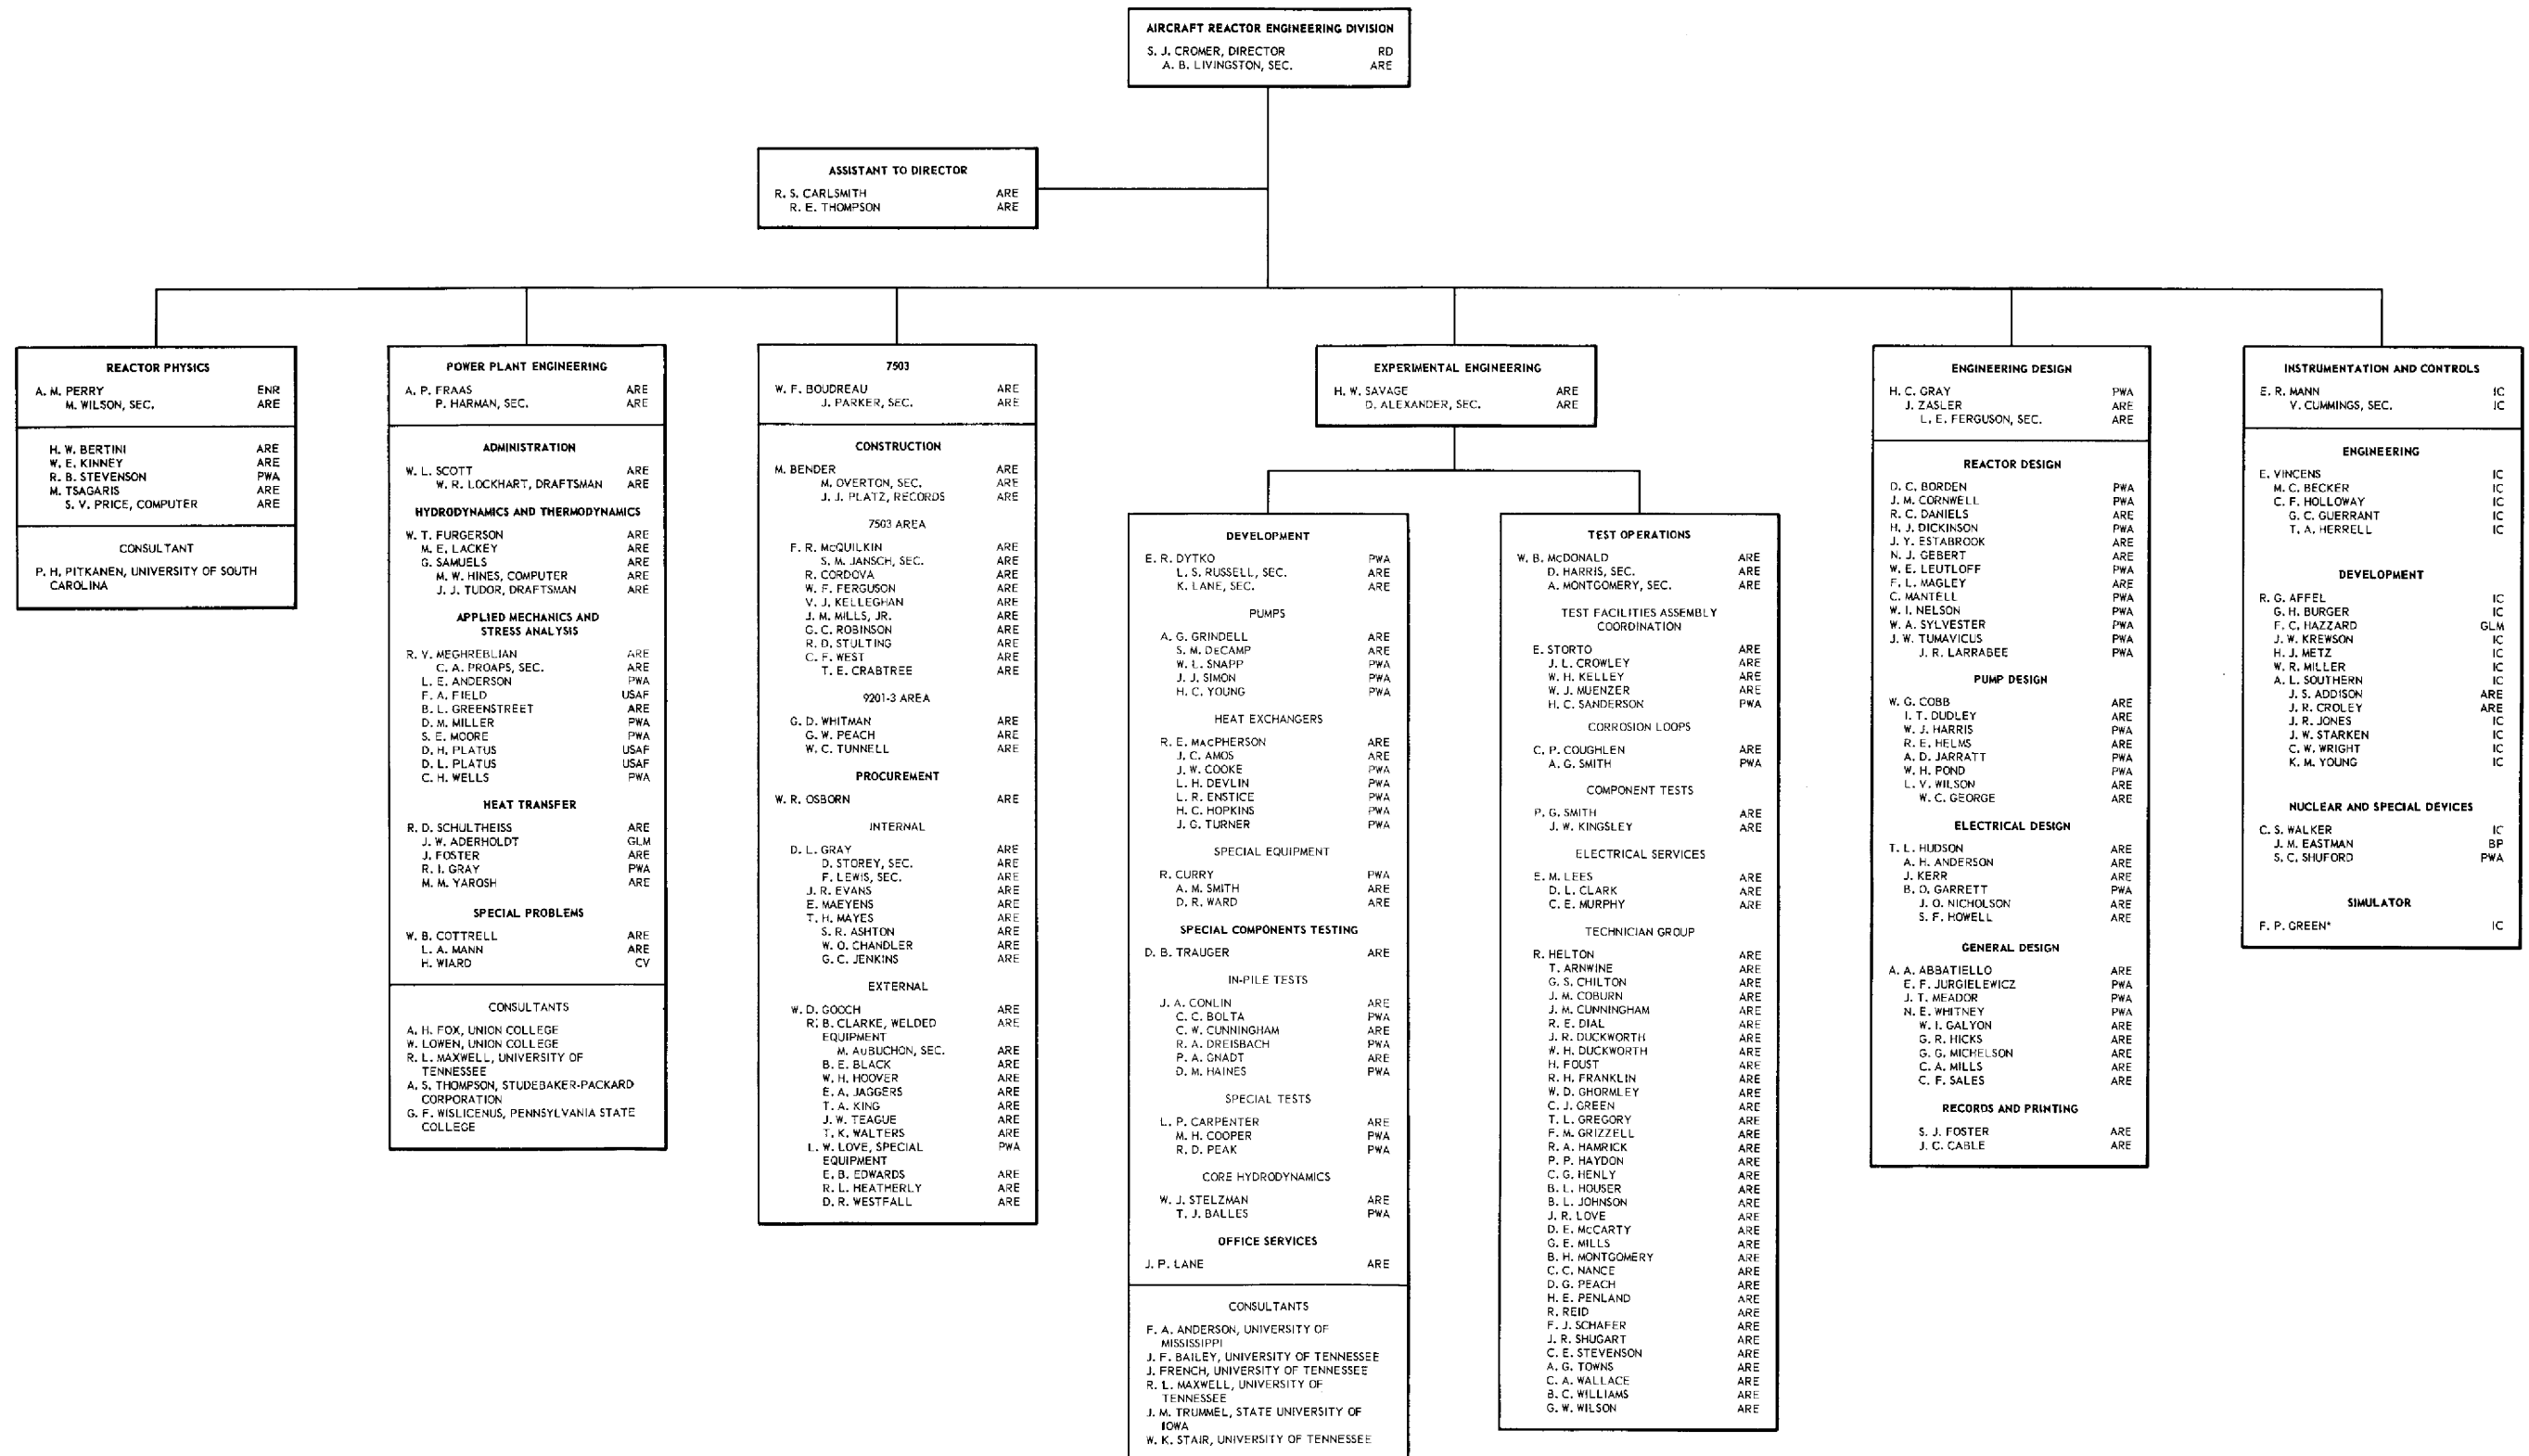 AIRCRAFT REACTOR ENGINEERING DIVISION
S. J. CROMER, DIRECTOR RD
A. B. LIVINGSTON, SEC. ARE
ASSISTANT TO DIRECTOR
R. S. CARLSMITH ARE
R. E. THOMPSON ARE
REACTOR PHYSICS
A. M. PERRY ENR
M. WILSON, SEC. ARE
H. W. BERTINI ARE
W. E. KINNEY ARE
R. B. STEVENSON PWA
M. TSAGARIS ARE
S. V. PRICE, COMPUTER ARE
CONSULTANT
P. H. PITKANEN, UNIVERSITY OF SOUTH
CAROLINA
POWER PLANT ENGINEERING
A. P. FRAAS ARE
P. HARMAN, SEC. ARE
ADMINISTRATION
W. L. SCOTT ARE
W. R. LOCKHART, DRAFTSMAN ARE
HYDRODYNAMICS AND THERMODYNAMICS
W. T. FURGERSON ARE
M. E. LACKEY ARE
G. SAMUELS ARE
M. W. HINES, COMPUTER ARE
J. J. TUDOR, DRAFTSMAN ARE
APPLIED MECHANICS AND
STRESS ANALYSIS
R. V. MEGHREBLIAN ARE
C. A. PROAPS, SEC. ARE
L. E. ANDERSON PWA
F. A. FIELD USAF
B. L. GREENSTREET ARE
D. M. MILLER PWA
S. E. MOORE PWA
D. H. PLATUS USAF
D. L. PLATUS USAF
C. H. WELLS PWA
HEAT TRANSFER
R. D. SCHULTHEISS ARE
J. W. ADERHOLDT GLM
J. FOSTER ARE
R. I. GRAY PWA
M. M. YAROSH ARE
SPECIAL PROBLEMS
W. B. COTTRELL ARE
L. A. MANN ARE
H. WIARD CV
CONSULTANTS
A. H. FOX, UNION COLLEGE
W. LOWEN, UNION COLLEGE
R. L. MAXWELL, UNIVERSITY OF
TENNESSEE
A. S. THOMPSON, STUDEBAKER-PACKARD
CORPORATION
G. F. WISLICENUS, PENNSYLVANIA STATE
COLLEGE
7503
W. F. BOUDREAU ARE
J. PARKER, SEC. ARE
CONSTRUCTION
M. BENDER ARE
M. OVERTON, SEC. ARE
J. J. PLATZ, RECORDS ARE
7503 AREA
F. R. McQUILKIN ARE
S. M. JANSCH, SEC. ARE
R. CORDOVA ARE
W. F. FERGUSON ARE
V. J. KELLEGHAN ARE
J. M. MILLS, JR. ARE
G. C. ROBINSON ARE
R. D. STULTING ARE
C. F. WEST ARE
T. E. CRABTREE ARE
9201-3 AREA
G. D. WHITMAN ARE
G. W. PEACH ARE
W. C. TUNNELL ARE
PROCUREMENT
W. R. OSBORN ARE
INTERNAL
D. L. GRAY ARE
D. STOREY, SEC. ARE
F. LEWIS, SEC. ARE
J. R. EVANS ARE
E. MAEYENS ARE
T. H. MAYES ARE
S. R. ASHTON ARE
W. O. CHANDLER ARE
G. C. JENKINS ARE
EXTERNAL
W. D. GOOCH ARE
R. B. CLARKE, WELDED ARE
EQUIPMENT
M. AuBUCHON, SEC. ARE
B. E. BLACK ARE
W. H. HOOVER ARE
E. A. JAGGERS ARE
T. A. KING ARE
J. W. TEAGUE ARE
T. K. WALTERS ARE
L. W. LOVE, SPECIAL PWA
EQUIPMENT
E. B. EDWARDS ARE
R. L. HEATHERLY ARE
D. R. WESTFALL ARE
EXPERIMENTAL ENGINEERING
H. W. SAVAGE ARE
D. ALEXANDER, SEC. ARE
DEVELOPMENT
E. R. DYTKO PWA
L. S. RUSSELL, SEC. ARE
K. LANE, SEC. ARE
PUMPS
A. G. GRINDELL ARE
S. M. DeCAMP ARE
W. L. SNAPP PWA
J. J. SIMON PWA
H. C. YOUNG PWA
HEAT EXCHANGERS
R. E. MacPHERSON ARE
J. C. AMOS ARE
J. W. COOKE PWA
L. H. DEVLIN PWA
L. R. ENSTICE PWA
H. C. HOPKINS PWA
J. G. TURNER PWA
SPECIAL EQUIPMENT
R. CURRY PWA
A. M. SMITH ARE
D. R. WARD ARE
SPECIAL COMPONENTS TESTING
D. B. TRAUGER ARE
IN-PILE TESTS
J. A. CONLIN ARE
C. C. BOLTA PWA
C. W. CUNNINGHAM ARE
R. A. DREISBACH PWA
P. A. GNADT ARE
D. M. HAINES PWA
SPECIAL TESTS
L. P. CARPENTER ARE
M. H. COOPER PWA
R. D. PEAK PWA
CORE HYDRODYNAMICS
W. J. STELZMAN ARE
T. J. BALLES PWA
OFFICE SERVICES
J. P. LANE ARE
CONSULTANTS
F. A. ANDERSON, UNIVERSITY OF
MISSISSIPPI
J. F. BAILEY, UNIVERSITY OF TENNESSEE
J. FRENCH, UNIVERSITY OF TENNESSEE
R. L. MAXWELL, UNIVERSITY OF
TENNESSEE
J. M. TRUMMEL, STATE UNIVERSITY OF
IOWA
W. K. STAIR, UNIVERSITY OF TENNESSEE
TEST OPERATIONS
W. B. McDONALD ARE
D. HARRIS, SEC. ARE
A. MONTGOMERY, SEC. ARE
TEST FACILITIES ASSEMBLY
COORDINATION
E. STORTO ARE
J. L. CROWLEY ARE
W. H. KELLEY ARE
W. J. MUENZER ARE
H. C. SANDERSON PWA
CORROSION LOOPS
C. P. COUGHLEN ARE
A. G. SMITH PWA
COMPONENT TESTS
P. G. SMITH ARE
J. W. KINGSLEY ARE
ELECTRICAL SERVICES
E. M. LEES ARE
D. L. CLARK ARE
C. E. MURPHY ARE
TECHNICIAN GROUP
R. HELTON ARE
T. ARNWINE ARE
G. S. CHILTON ARE
J. M. COBURN ARE
J. M. CUNNINGHAM ARE
R. E. DIAL ARE
J. R. DUCKWORTH ARE
W. H. DUCKWORTH ARE
H. FOUST ARE
R. H. FRANKLIN ARE
W. D. GHORMLEY ARE
C. J. GREEN ARE
T. L. GREGORY ARE
F. M. GRIZZELL ARE
R. A. HAMRICK ARE
P. P. HAYDON ARE
C. G. HENLY ARE
B. L. HOUSER ARE
B. L. JOHNSON ARE
J. R. LOVE ARE
D. E. McCARTY ARE
G. E. MILLS ARE
B. H. MONTGOMERY ARE
C. C. NANCE ARE
D. G. PEACH ARE
H. E. PENLAND ARE
R. REID ARE
F. J. SCHAFER ARE
J. R. SHUGART ARE
C. E. STEVENSON ARE
A. G. TOWNS ARE
C. A. WALLACE ARE
B. C. WILLIAMS ARE
G. W. WILSON ARE
ENGINEERING DESIGN
H. C. GRAY PWA
J. ZASLER ARE
L. E. FERGUSON, SEC. ARE
REACTOR DESIGN
D. C. BORDEN PWA
J. M. CORNWELL PWA
R. C. DANIELS ARE
H. J. DICKINSON PWA
J. Y. ESTABROOK ARE
N. J. GEBERT ARE
W. E. LEUTLOFF PWA
F. L. MAGLEY ARE
C. MANTELL PWA
W. I. NELSON PWA
W. A. SYLVESTER PWA
J. W. TUMAVICUS PWA
J. R. LARRABEE PWA
PUMP DESIGN
W. G. COBB ARE
I. T. DUDLEY ARE
W. J. HARRIS PWA
R. E. HELMS ARE
A. D. JARRATT PWA
W. H. POND PWA
L. V. WILSON ARE
W. C. GEORGE ARE
ELECTRICAL DESIGN
T. L. HUDSON ARE
A. H. ANDERSON ARE
J. KERR ARE
B. O. GARRETT PWA
J. O. NICHOLSON ARE
S. F. HOWELL ARE
GENERAL DESIGN
A. A. ABBATIELLO ARE
E. F. JURGIELEWICZ PWA
J. T. MEADOR PWA
N. E. WHITNEY PWA
W. I. GALYON ARE
G. R. HICKS ARE
G. G. MICHELSON ARE
C. A. MILLS ARE
C. F. SALES ARE
RECORDS AND PRINTING
S. J. FOSTER ARE
J. C. CABLE ARE
INSTRUMENTATION AND CONTROLS
E. R. MANN IC
V. CUMMINGS, SEC. IC
ENGINEERING
E. VINCENS IC
M. C. BECKER IC
C. F. HOLLOWAY IC
G. C. GUERRANT IC
T. A. HERRELL IC
DEVELOPMENT
R. G. AFFEL IC
G. H. BURGER IC
F. C. HAZZARD GLM
J. W. KREWSON IC
H. J. METZ IC
W. R. MILLER IC
A. L. SOUTHERN IC
J. S. ADDISON ARE
J. R. CROLEY ARE
J. R. JONES IC
J. W. STARKEN IC
C. W. WRIGHT IC
K. M. YOUNG IC
NUCLEAR AND SPECIAL DEVICES
C. S. WALKER IC
J. M. EASTMAN BP
S. C. SHUFORD PWA
SIMULATOR
F. P. GREEN* IC